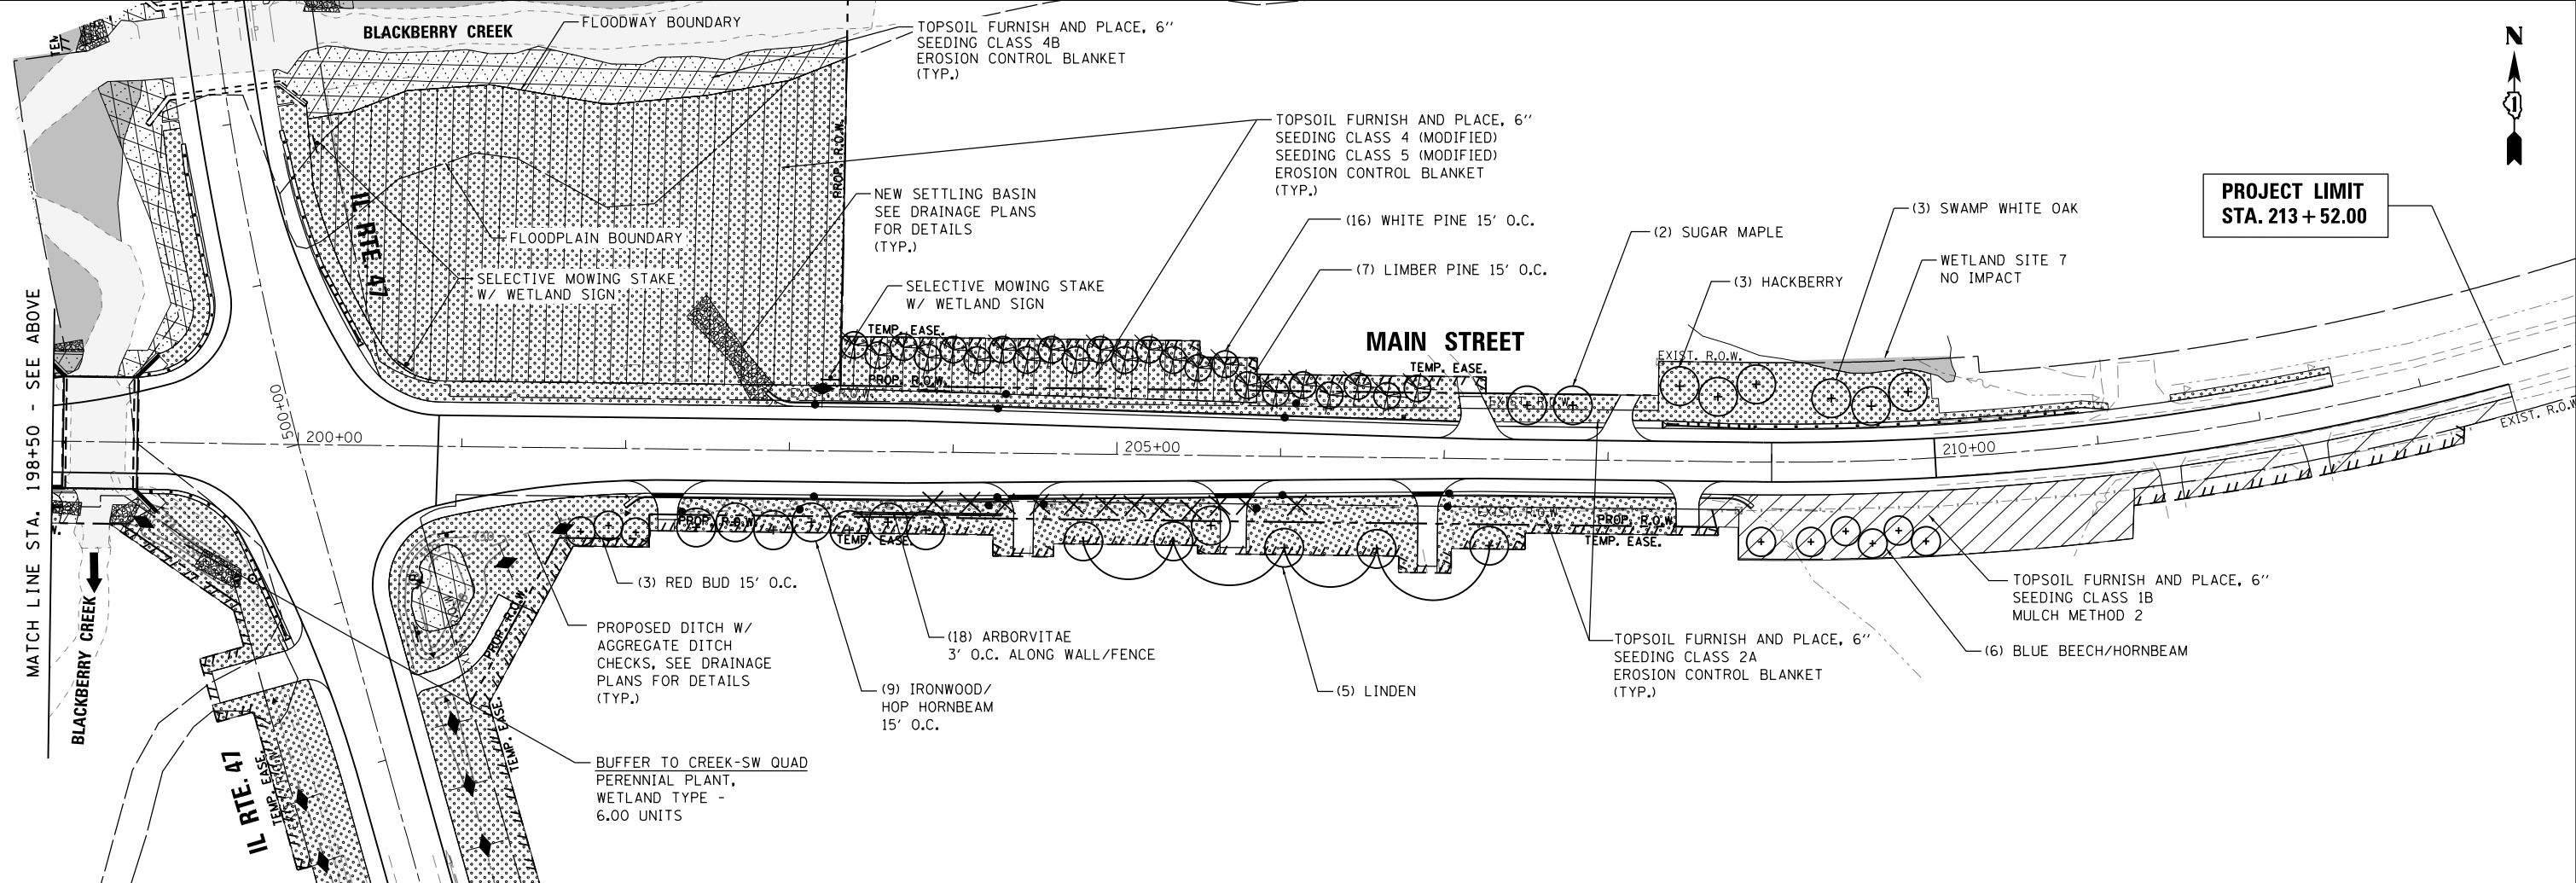 BLACKBERRY CREEK
FLOODWAY BOUNDARY
TOPSOIL FURNISH AND PLACE, 6''
SEEDING CLASS 4B
EROSION CONTROL BLANKET
(TYP.)
N
TOPSOIL FURNISH AND PLACE, 6''
SEEDING CLASS 4 (MODIFIED)
SEEDING CLASS 5 (MODIFIED)
EROSION CONTROL BLANKET
(TYP.)
PROP. R.O.W.
NEW SETTLING BASIN
SEE DRAINAGE PLANS
FOR DETAILS
(TYP.)
PROJECT LIMIT
STA. 213+52.00
IL RTE 47
FLOODPLAIN BOUNDARY
SELECTIVE MOWING STAKE
W/ WETLAND SIGN
SELECTIVE MOWING STAKE
W/ WETLAND SIGN
(16) WHITE PINE 15' O.C.
(7) LIMBER PINE 15' O.C.
(2) SUGAR MAPLE
(3) SWAMP WHITE OAK
(3) HACKBERRY
WETLAND SITE 7
NO IMPACT
TEMP. EASE.
MAIN STREET
TEMP. EASE.
EXIST. R.O.W.
PROP. R.O.W.
EXIST. R.O.W.
EXIST. R.O.W.
EXIST. R.O.W.
MATCH LINE STA. 198+50 - SEE ABOVE
500+00
200+00
205+00
210+00
PROP. R.O.W.
TEMP. EASE.
EXIST. R.O.W.
PROP. R.O.W.
TEMP. EASE.
BLACKBERRY CREEK
PROP. R.O.W.
(3) RED BUD 15' O.C.
PROPOSED DITCH W/
AGGREGATE DITCH
CHECKS, SEE DRAINAGE
PLANS FOR DETAILS
(TYP.)
(18) ARBORVITAE
3' O.C. ALONG WALL/FENCE
(9) IRONWOOD/
HOP HORNBEAM
15' O.C.
(5) LINDEN
TOPSOIL FURNISH AND PLACE, 6''
SEEDING CLASS 2A
EROSION CONTROL BLANKET
(TYP.)
TOPSOIL FURNISH AND PLACE, 6''
SEEDING CLASS 1B
MULCH METHOD 2
(6) BLUE BEECH/HORNBEAM
IL RTE. 47
TEMP. EASE.
TEMP. EASE.
BUFFER TO CREEK-SW QUAD
PERENNIAL PLANT,
WETLAND TYPE -
6.00 UNITS